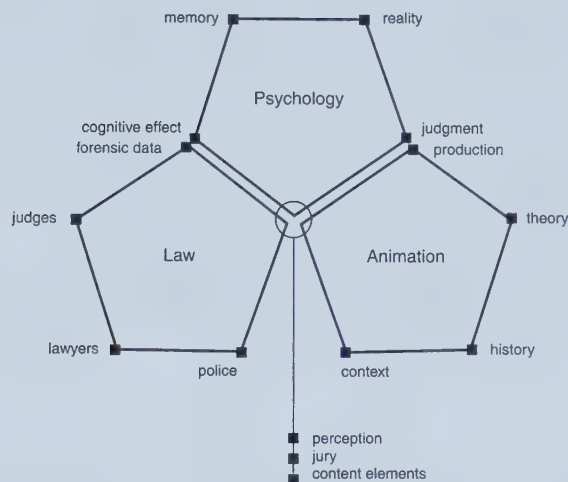 memory
reality
Psychology
cognitive effect
judgment
forensic data
production
judges
theory
Law
Animation
lawyers
history
police
context
perception
jury
content elements